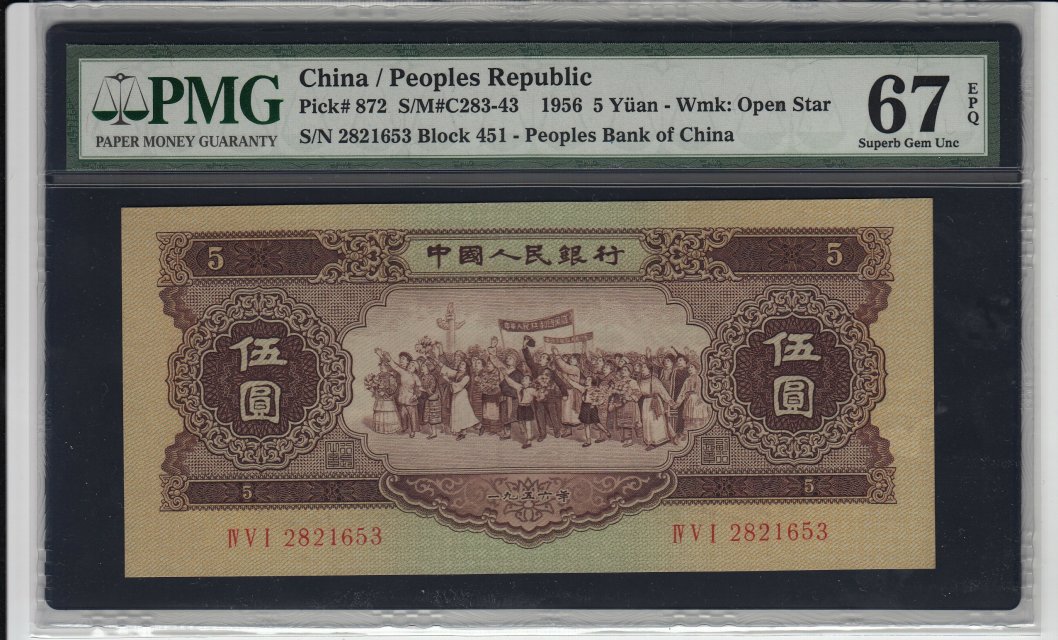 PMG
PAPER MONEY GUARANTY
China / Peoples Republic
Pick# 872 S/M#C283-43 1956 5 Yüan - Wmk: Open Star
S/N 2821653 Block 451 - Peoples Bank of China
67 EPQ
Superb Gem Unc
5 中國人民銀行 5
伍圓 伍圓
5 一九五六年 5
Ⅳ Ⅴ Ⅰ 2821653 Ⅳ Ⅴ Ⅰ 2821653